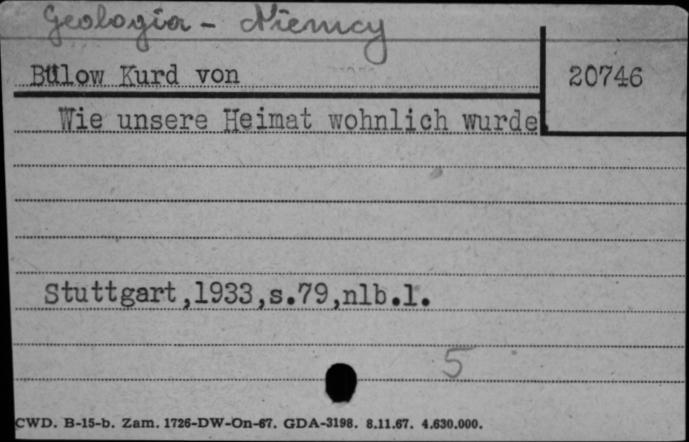 Geologia - Niemcy
Bülow Kurd von
20746
Wie unsere Heimat wohnlich wurde
Stuttgart,1933,s.79,nlb.1.
5
CWD. B-15-b. Zam. 1726-DW-On-67. GDA-3198. 8.11.67. 4.630.000.